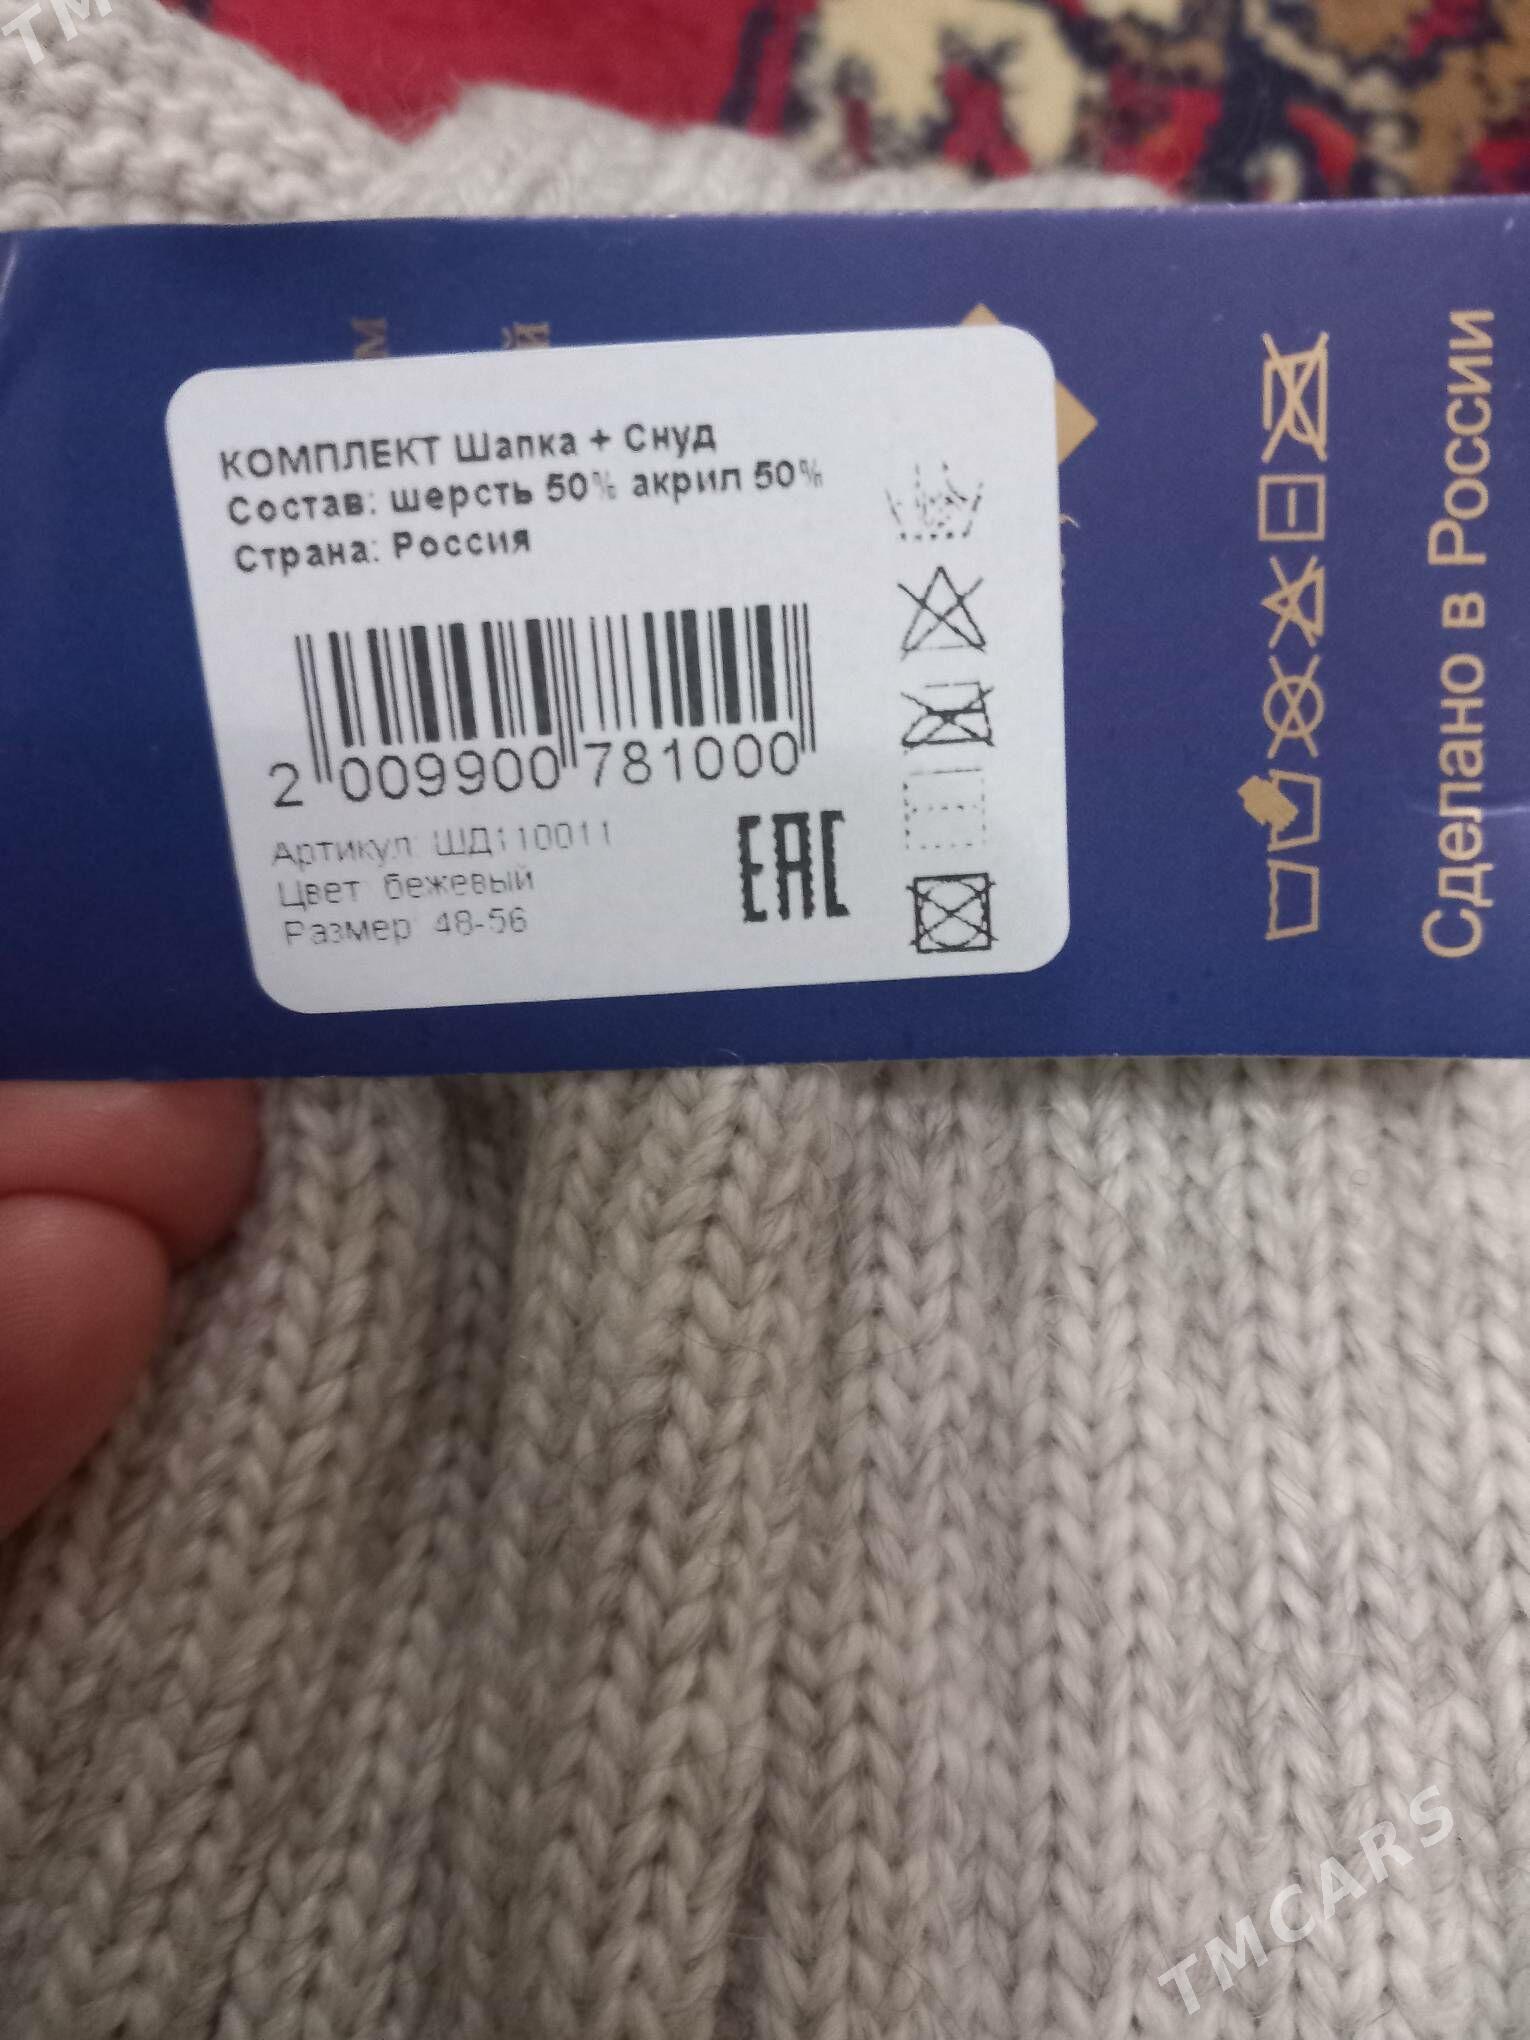 КОМПЛЕКТ Шапка + Снуд
Состав: шерсть 50% акрил 50%
Страна: Россия
2 009900 781000
Артикул: ШД110011
Цвет: бежевый
Размер: 48-56
EAC
Сделано в России
TMCARS